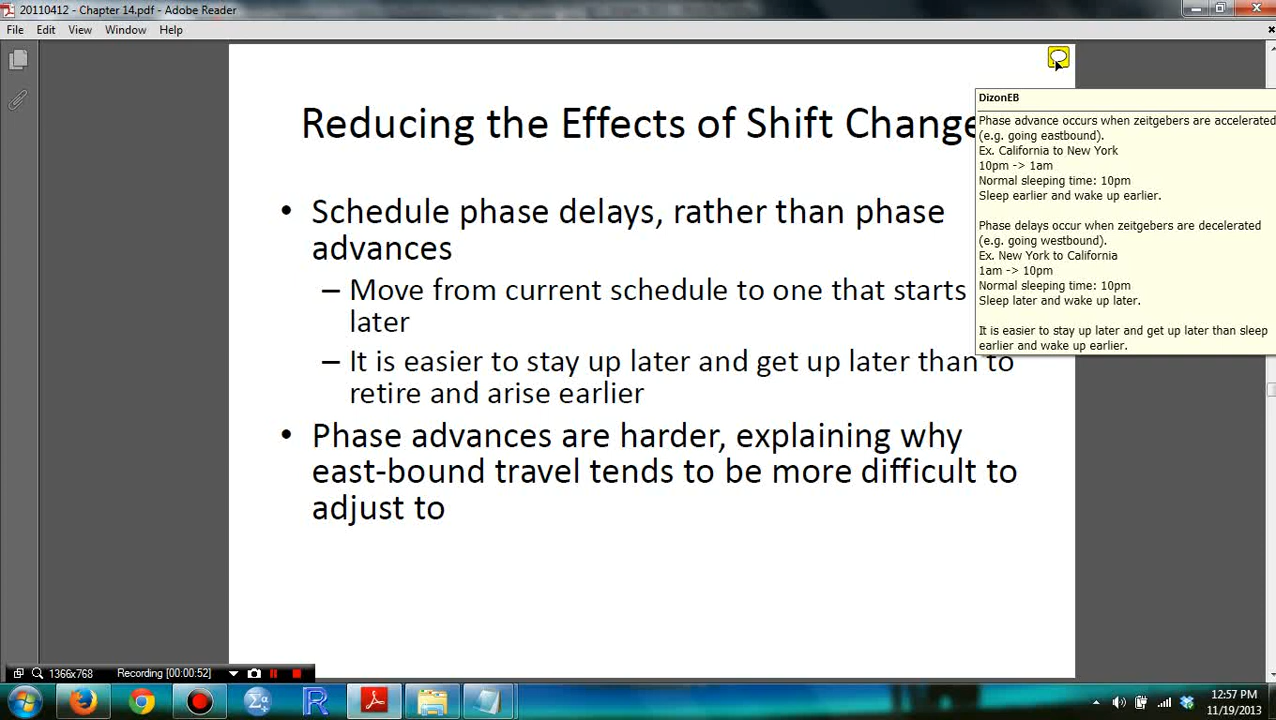 20110412 - Chapter 14.pdf - Adobe Reader
File Edit View Window Help
Reducing the Effects of Shift Change
• Schedule phase delays, rather than phase
advances
– Move from current schedule to one that starts
later
– It is easier to stay up later and get up later than to
retire and arise earlier
• Phase advances are harder, explaining why
east-bound travel tends to be more difficult to
adjust to
DizonEB
Phase advance occurs when zeitgebers are accelerated
(e.g. going eastbound).
Ex. California to New York
10pm -> 1am
Normal sleeping time: 10pm
Sleep earlier and wake up earlier.
Phase delays occur when zeitgebers are decelerated
(e.g. going westbound).
Ex. New York to California
1am -> 10pm
Normal sleeping time: 10pm
Sleep later and wake up later.
It is easier to stay up later and get up later than sleep
earlier and wake up earlier.
1366x768 Recording [00:00:52]
12:57 PM
11/19/2013